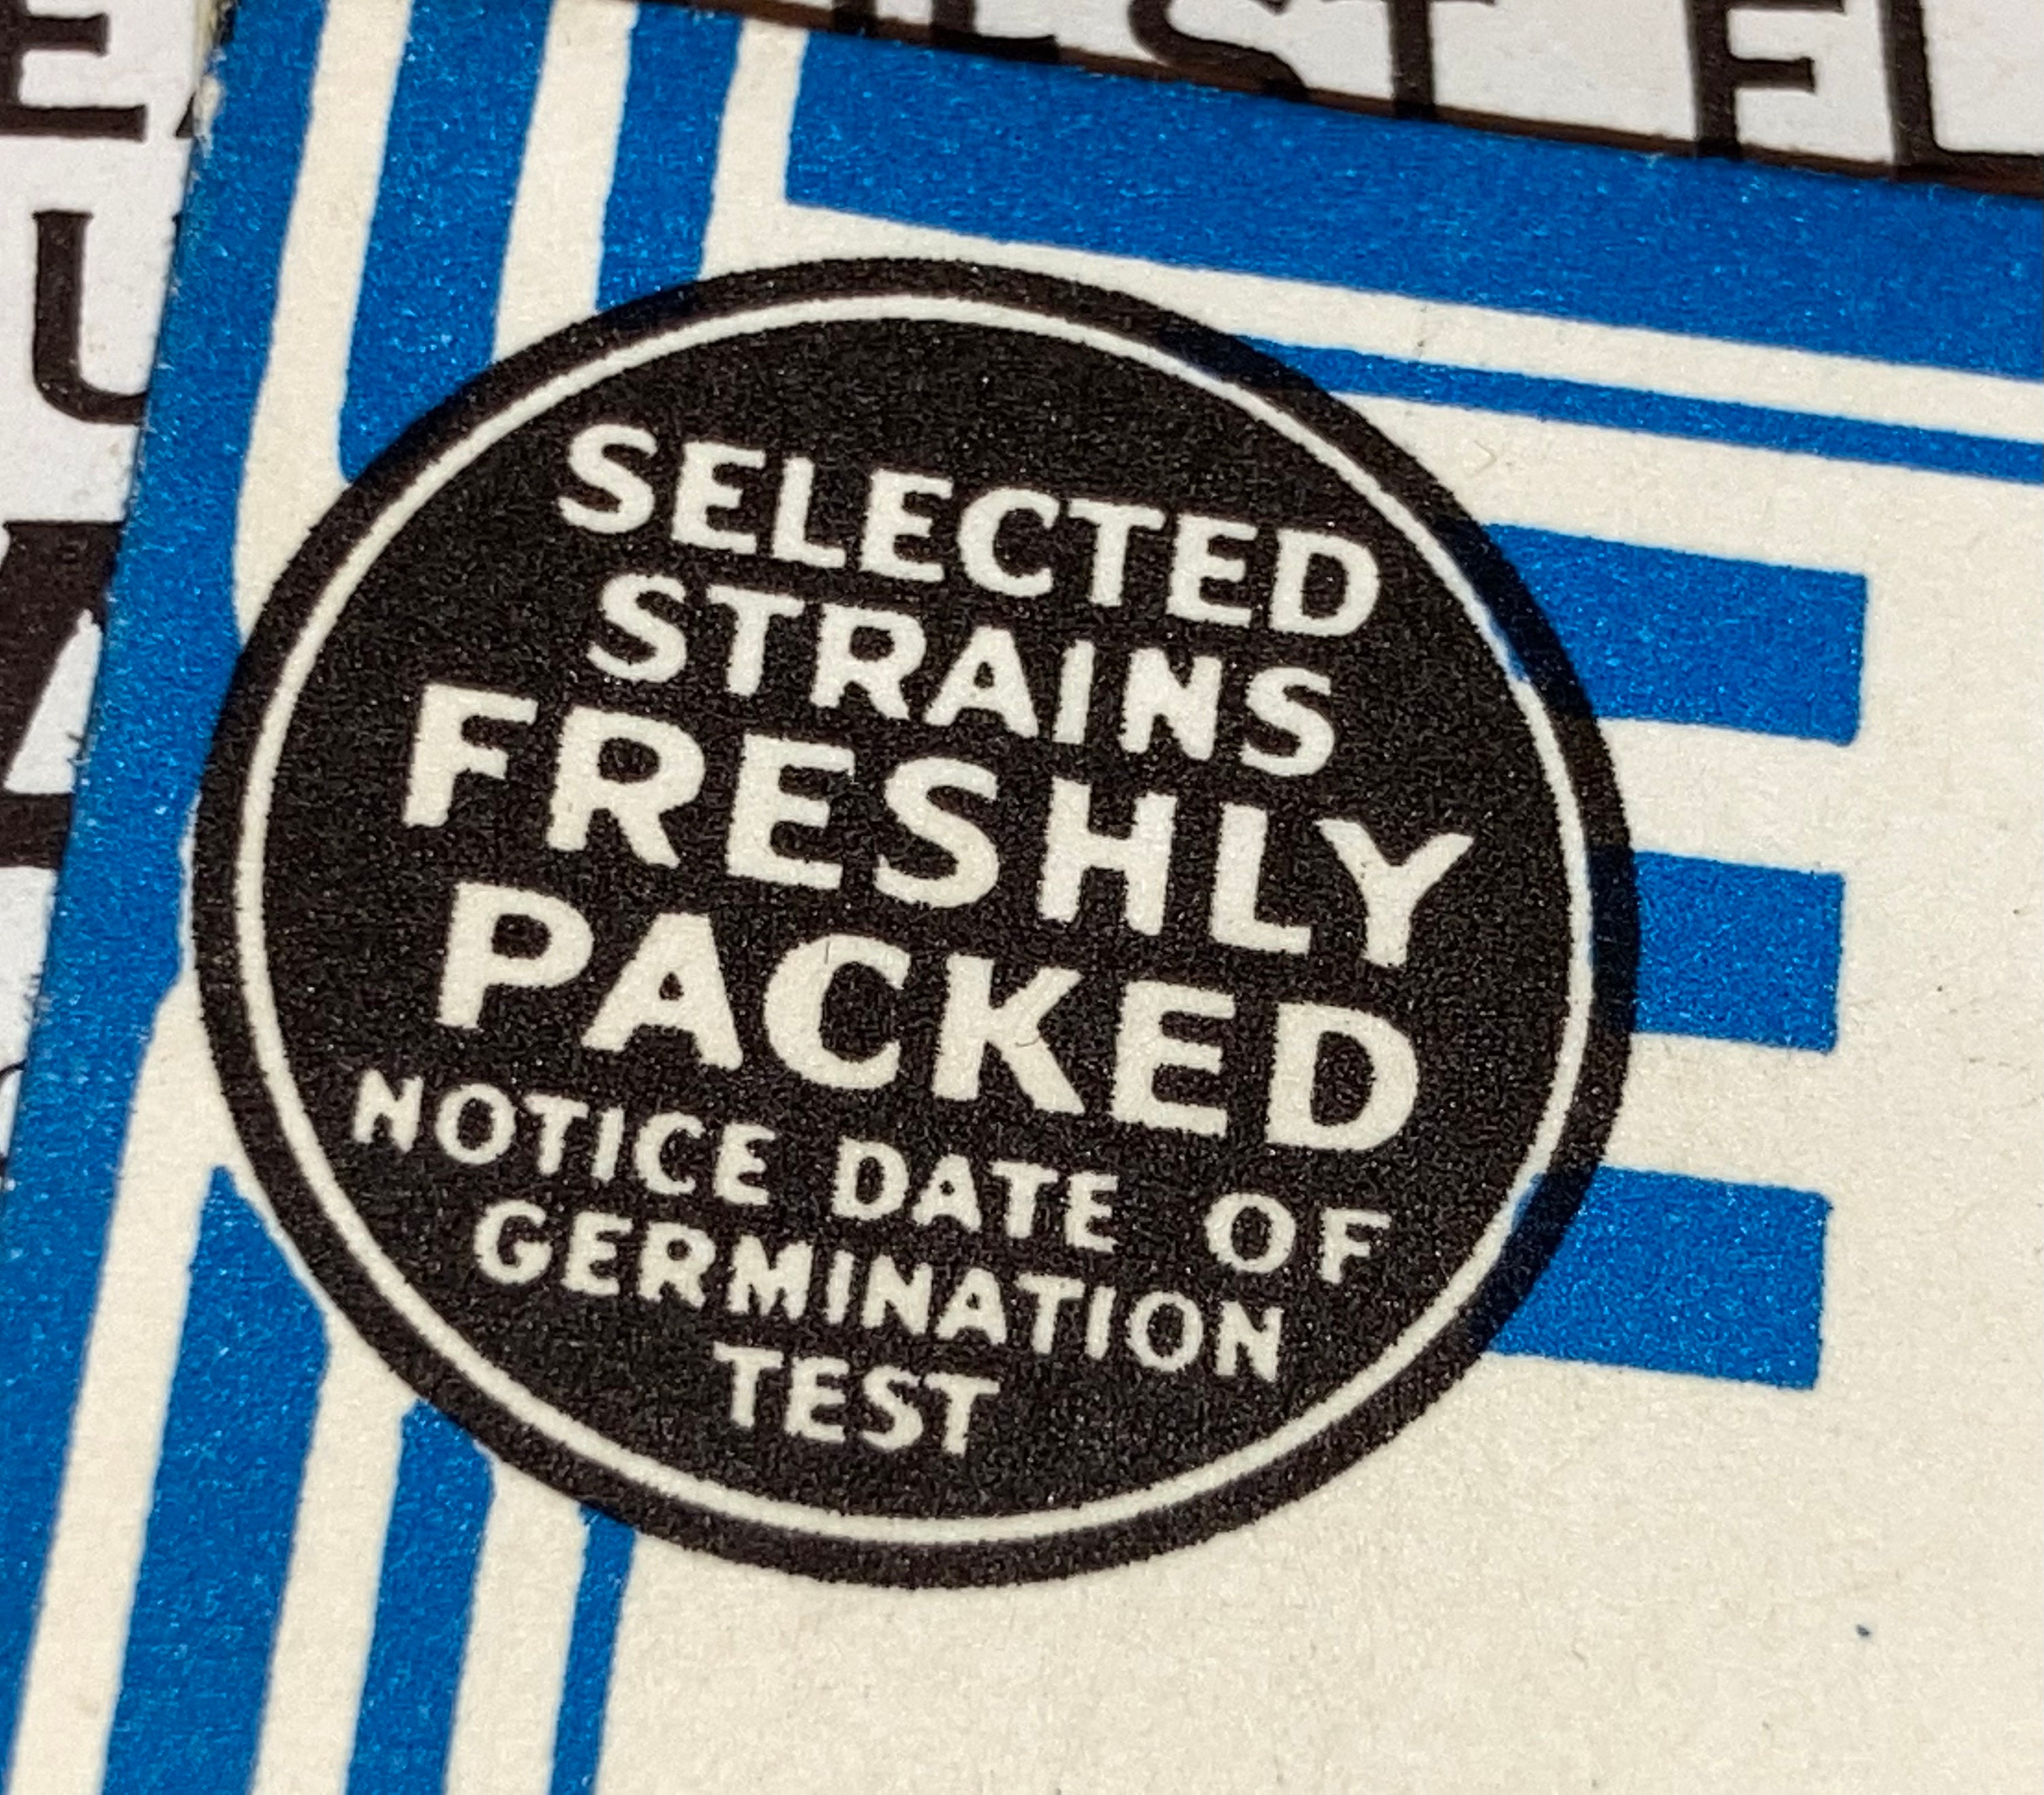 SELECTED
STRAINS
FRESHLY
PACKED
NOTICE DATE OF
GERMINATION
TEST